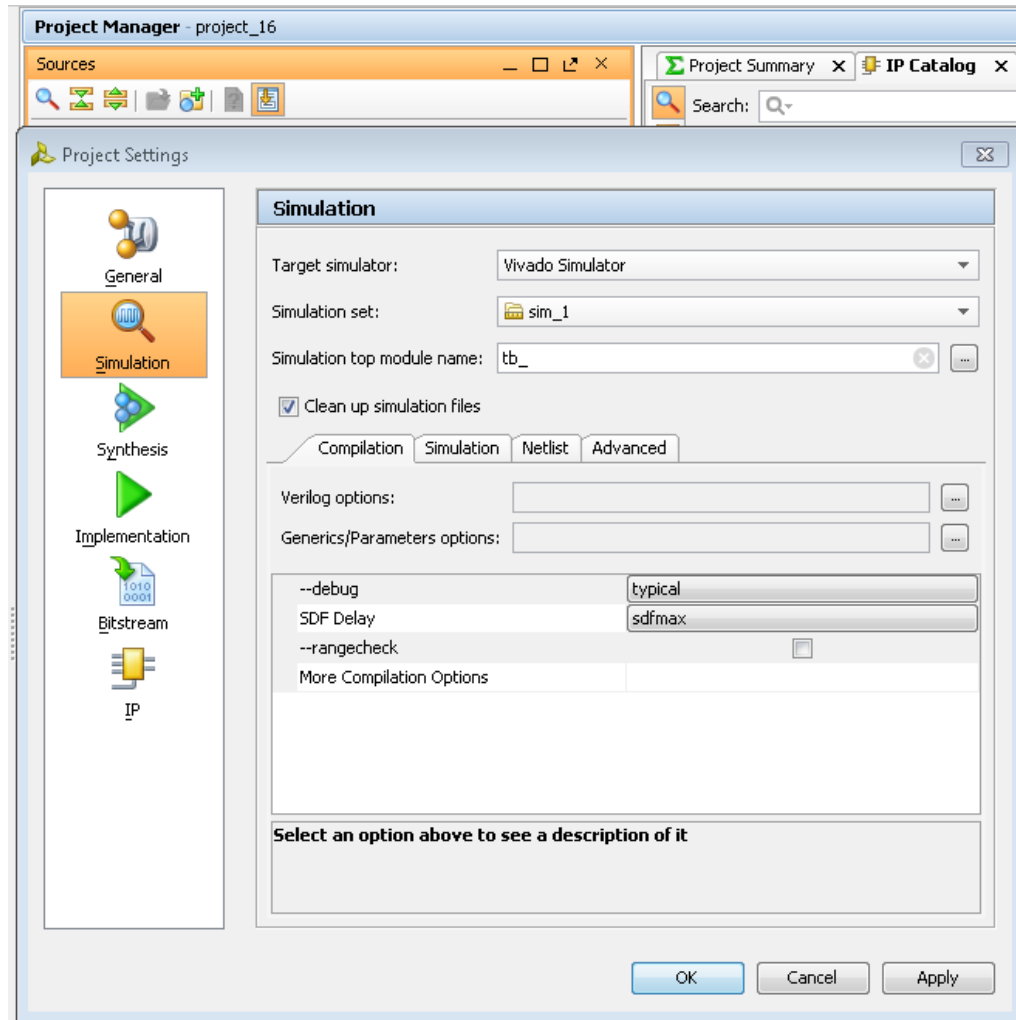 Project Manager - project_16
Sources
Project Summary
IP Catalog
Search:
Project Settings
General
Simulation
Synthesis
Implementation
1010
0001
Bitstream
IP
Simulation
Target simulator: Vivado Simulator
Simulation set: sim_1
Simulation top module name: tb_ ...
Clean up simulation files
Compilation Simulation Netlist Advanced
Verilog options: ...
Generics/Parameters options: ...
--debug typical
SDF Delay sdfmax
--rangecheck
More Compilation Options
Select an option above to see a description of it
OK Cancel Apply